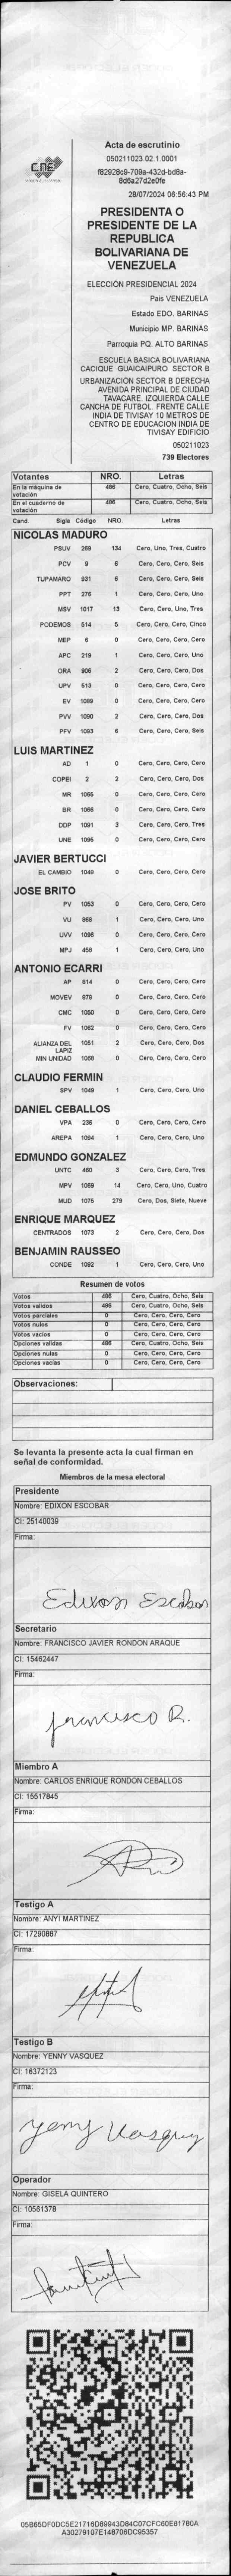 CNE
Acta de escrutinio
050211023.02.1.0001
f82928c9-709a-432d-bd8a-
8d6a27d2e0fe
28/07/2024 06:56:43 PM
PRESIDENTA O
PRESIDENTE DE LA
REPUBLICA
BOLIVARIANA DE
VENEZUELA
ELECCIÓN PRESIDENCIAL 2024
País VENEZUELA
Estado EDO. BARINAS
Municipio MP. BARINAS
Parroquia PQ. ALTO BARINAS
ESCUELA BASICA BOLIVARIANA
CACIQUE GUAICAIPURO SECTOR B
URBANIZACIÓN SECTOR B DERECHA
AVENIDA PRINCIPAL DE CIUDAD
TAVACARE. IZQUIERDA CALLE
CANCHA DE FUTBOL. FRENTE CALLE
INDIA DE TIVISAY 10 METROS DE
CENTRO DE EDUCACION INDIA DE
TIVISAY EDIFICIO
050211023
739 Electores
Votantes NRO. Letras
En la máquina de votación 486 Cero, Cuatro, Ocho, Seis
En el cuaderno de votación 486 Cero, Cuatro, Ocho, Seis
Cand. Sigla Código NRO. Letras
NICOLAS MADURO
PSUV 269 134 Cero, Uno, Tres, Cuatro
PCV 9 6 Cero, Cero, Cero, Seis
TUPAMARO 931 6 Cero, Cero, Cero, Seis
PPT 276 1 Cero, Cero, Cero, Uno
MSV 1017 13 Cero, Cero, Uno, Tres
PODEMOS 514 5 Cero, Cero, Cero, Cinco
MEP 6 0 Cero, Cero, Cero, Cero
APC 219 1 Cero, Cero, Cero, Uno
ORA 906 2 Cero, Cero, Cero, Dos
UPV 513 0 Cero, Cero, Cero, Cero
EV 1089 0 Cero, Cero, Cero, Cero
PVV 1090 2 Cero, Cero, Cero, Dos
PFV 1093 6 Cero, Cero, Cero, Seis
LUIS MARTINEZ
AD 1 0 Cero, Cero, Cero, Cero
COPEI 2 2 Cero, Cero, Cero, Dos
MR 1065 0 Cero, Cero, Cero, Cero
BR 1066 0 Cero, Cero, Cero, Cero
DDP 1091 3 Cero, Cero, Cero, Tres
UNE 1095 0 Cero, Cero, Cero, Cero
JAVIER BERTUCCI
EL CAMBIO 1048 0 Cero, Cero, Cero, Cero
JOSE BRITO
PV 1053 0 Cero, Cero, Cero, Cero
VU 868 1 Cero, Cero, Cero, Uno
UVV 1096 0 Cero, Cero, Cero, Cero
MPJ 458 1 Cero, Cero, Cero, Uno
ANTONIO ECARRI
AP 814 0 Cero, Cero, Cero, Cero
MOVEV 878 0 Cero, Cero, Cero, Cero
CMC 1050 0 Cero, Cero, Cero, Cero
FV 1062 0 Cero, Cero, Cero, Cero
ALIANZA DEL LAPIZ 1051 2 Cero, Cero, Cero, Dos
MIN UNIDAD 1068 0 Cero, Cero, Cero, Cero
CLAUDIO FERMIN
SPV 1049 1 Cero, Cero, Cero, Uno
DANIEL CEBALLOS
VPA 236 0 Cero, Cero, Cero, Cero
AREPA 1094 1 Cero, Cero, Cero, Uno
EDMUNDO GONZALEZ
UNTC 460 3 Cero, Cero, Cero, Tres
MPV 1069 14 Cero, Cero, Uno, Cuatro
MUD 1075 279 Cero, Dos, Siete, Nueve
ENRIQUE MARQUEZ
CENTRADOS 1073 2 Cero, Cero, Cero, Dos
BENJAMIN RAUSSEO
CONDE 1092 1 Cero, Cero, Cero, Uno
Resumen de votos
Votos 486 Cero, Cuatro, Ocho, Seis
Votos validos 486 Cero, Cuatro, Ocho, Seis
Votos parciales 0 Cero, Cero, Cero, Cero
Votos nulos 0 Cero, Cero, Cero, Cero
Votos vacios 0 Cero, Cero, Cero, Cero
Opciones validas 486 Cero, Cuatro, Ocho, Seis
Opciones nulas 0 Cero, Cero, Cero, Cero
Opciones vacias 0 Cero, Cero, Cero, Cero
Observaciones:
Se levanta la presente acta la cual firman en
señal de conformidad.
Miembros de la mesa electoral
Presidente
Nombre: EDIXON ESCOBAR
CI: 25140039
Firma:
Edixon Escobar
Secretario
Nombre: FRANCISCO JAVIER RONDON ARAQUE
CI: 15462447
Firma:
francisco R.
Miembro A
Nombre: CARLOS ENRIQUE RONDON CEBALLOS
CI: 15517845
Firma:
Testigo A
Nombre: ANYI MARTINEZ
CI: 17290887
Firma:
Testigo B
Nombre: YENNY VASQUEZ
CI: 16372123
Firma:
Yenny Vasquez
Operador
Nombre: GISELA QUINTERO
CI: 10561378
Firma:
05B65DF0DC5E21716D89943D84C07CFC60E81780A
A30279107E148706DC95357